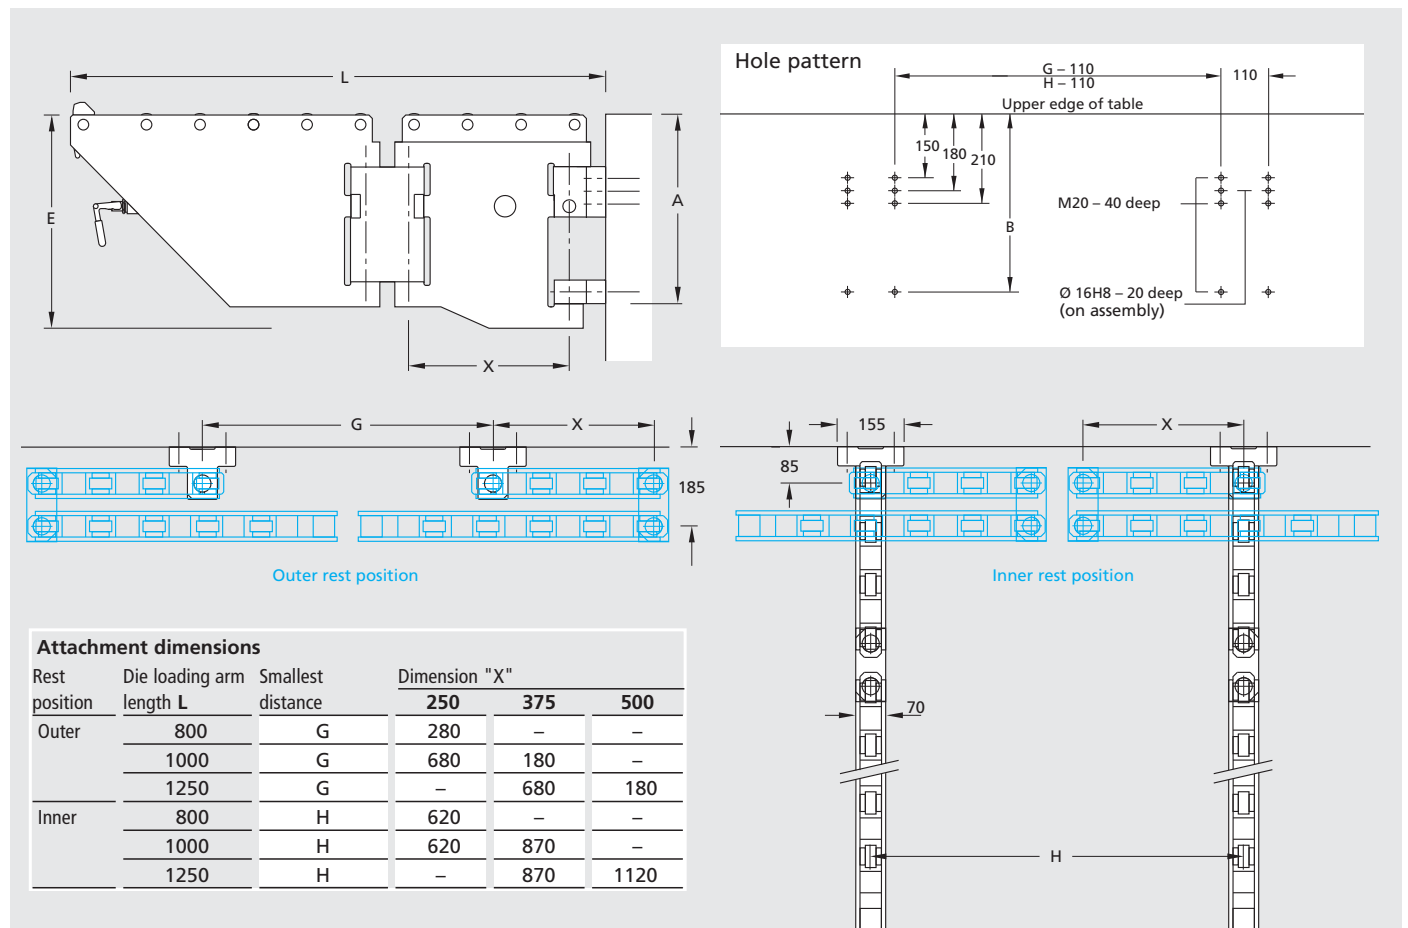 L
E
A
X
Hole pattern
G – 110
H – 110
110
Upper edge of table
150
180
210
M20 – 40 deep
B
Ø 16H8 – 20 deep
(on assembly)
G
X
185
Outer rest position
155
X
85
Inner rest position
70
H
Attachment dimensions
Rest Die loading arm Smallest Dimension "X"
position length L distance 250 375 500
Outer 800 G 280 – –
1000 G 680 180 –
1250 G – 680 180
Inner 800 H 620 – –
1000 H 620 870 –
1250 H – 870 1120